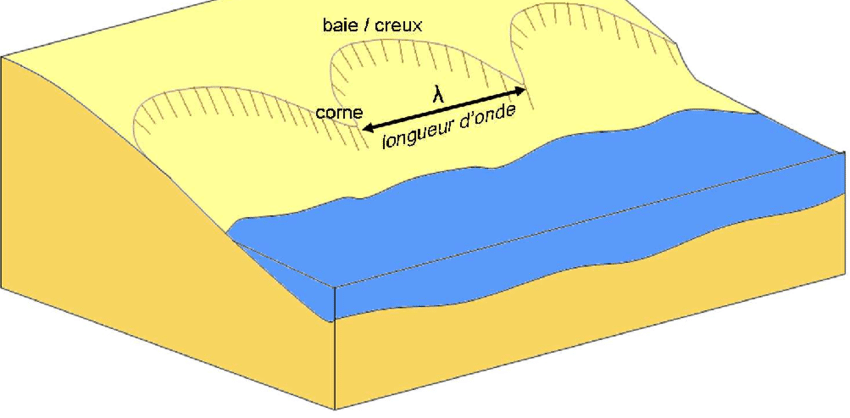 baie / creux
corne
λ
longueur d'onde